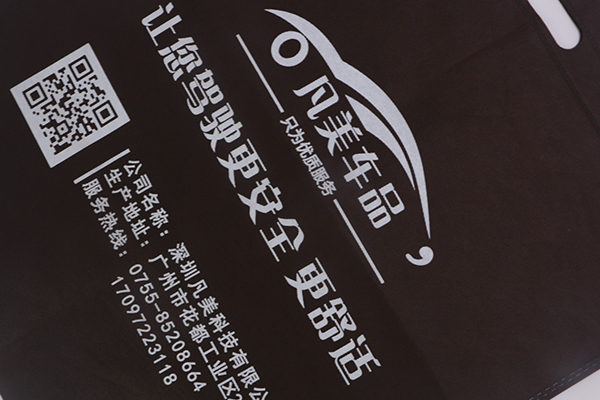 凡美车品
只为优质服务
让您驾驶更安全 更舒适
公司名称：深圳凡美科技有限公
生产地址：广州市花都工业区
服务热线：0755-85208664
17097223118